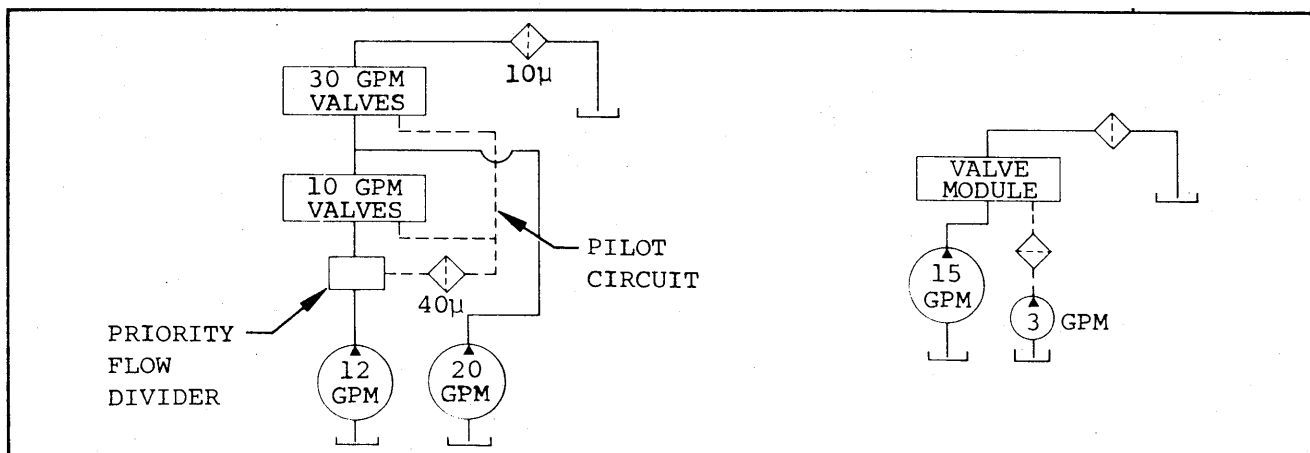 10μ
30 GPM
VALVES
10 GPM
VALVES
PILOT
CIRCUIT
40μ
PRIORITY
FLOW
DIVIDER
12
GPM
20
GPM
VALVE
MODULE
15
GPM
3 GPM